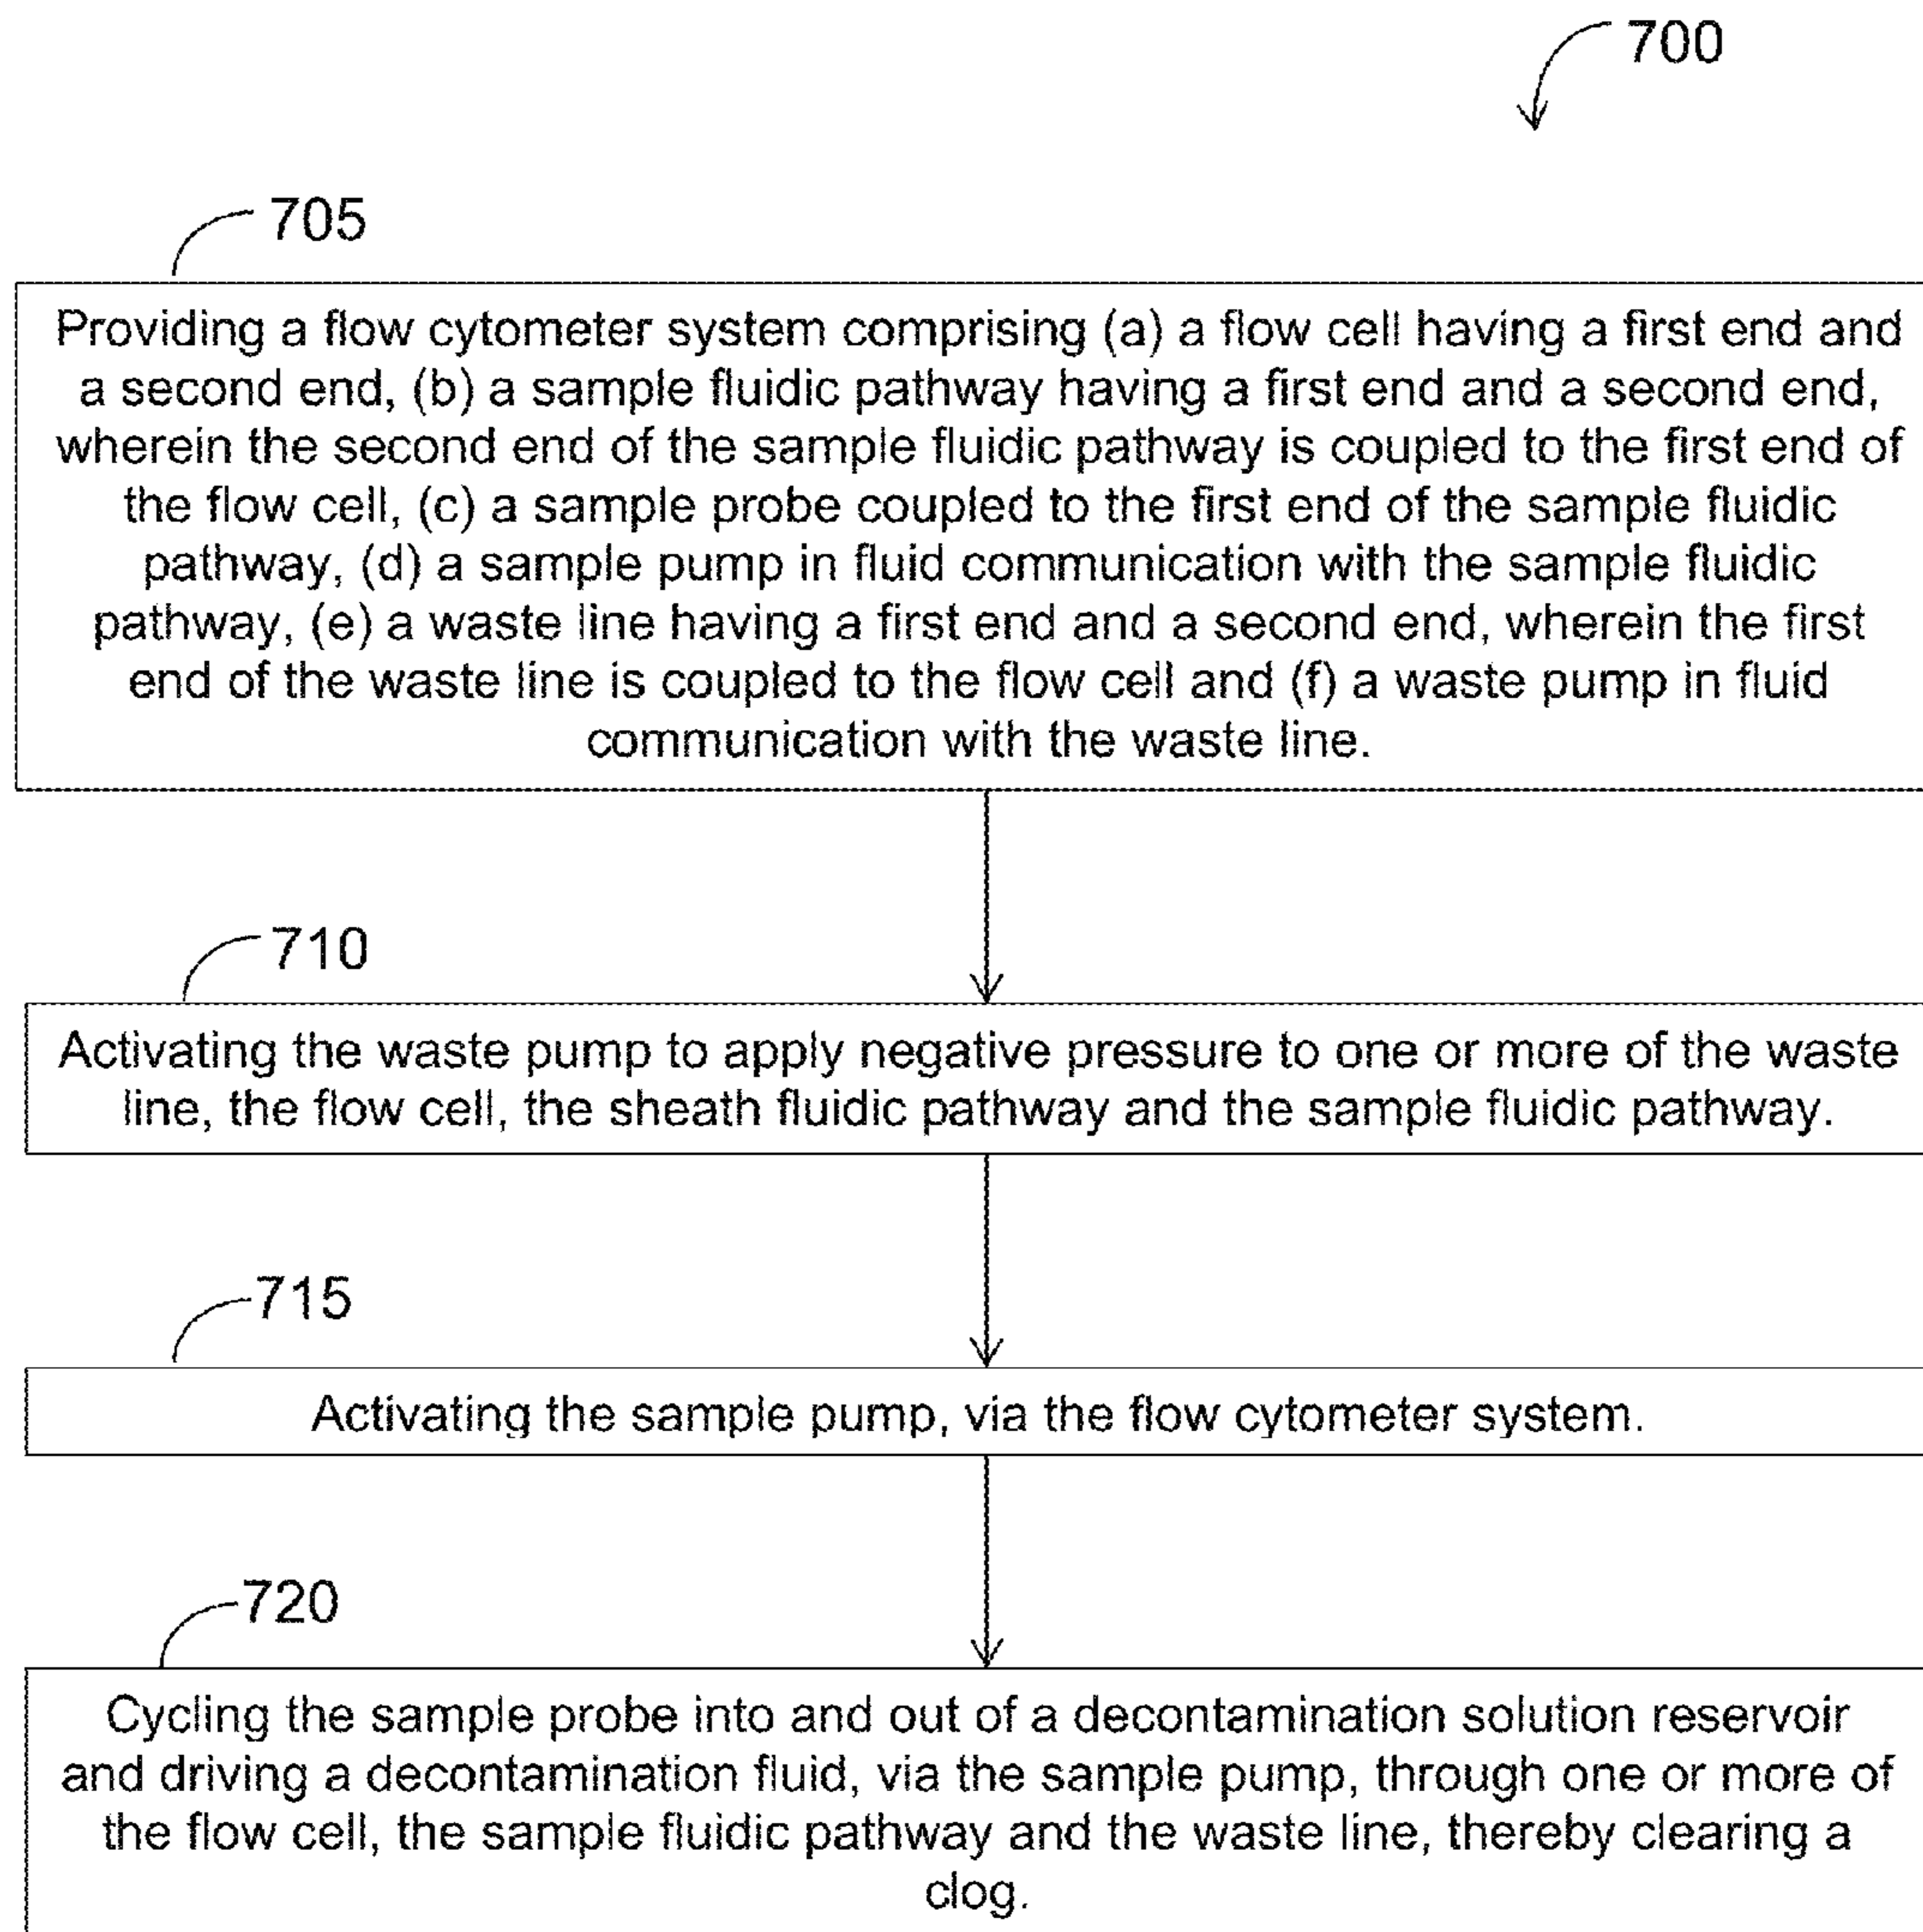 700
705
Providing a flow cytometer system comprising (a) a flow cell having a first end and
a second end, (b) a sample fluidic pathway having a first end and a second end,
wherein the second end of the sample fluidic pathway is coupled to the first end of
the flow cell, (c) a sample probe coupled to the first end of the sample fluidic
pathway, (d) a sample pump in fluid communication with the sample fluidic
pathway, (e) a waste line having a first end and a second end, wherein the first
end of the waste line is coupled to the flow cell and (f) a waste pump in fluid
communication with the waste line.
710
Activating the waste pump to apply negative pressure to one or more of the waste
line, the flow cell, the sheath fluidic pathway and the sample fluidic pathway.
715
Activating the sample pump, via the flow cytometer system.
720
Cycling the sample probe into and out of a decontamination solution reservoir
and driving a decontamination fluid, via the sample pump, through one or more of
the flow cell, the sample fluidic pathway and the waste line, thereby clearing a
clog.